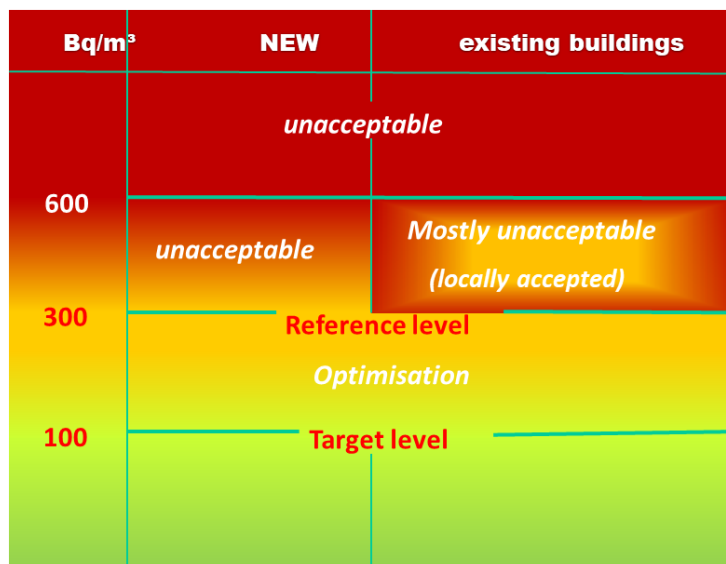 Bq/m³ NEW existing buildings
unacceptable
600
unacceptable
Mostly unacceptable
(locally accepted)
300
Reference level
Optimisation
100
Target level